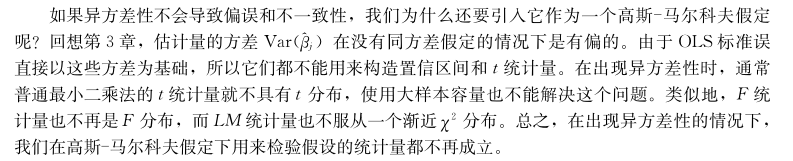 如果异方差性不会导致偏误和不一致性，我们为什么还要引入它作为一个高斯-马尔科夫假定
呢？回想第 3 章，估计量的方差 Var(β̂ⱼ) 在没有同方差假定的情况下是有偏的。由于 OLS 标准误
直接以这些方差为基础，所以它们都不能用来构造置信区间和 t 统计量。在出现异方差性时，通常
普通最小二乘法的 t 统计量就不具有 t 分布，使用大样本容量也不能解决这个问题。类似地，F 统
计量也不再是 F 分布，而 LM 统计量也不服从一个渐近 χ² 分布。总之，在出现异方差性的情况下，
我们在高斯-马尔科夫假定下用来检验假设的统计量都不再成立。